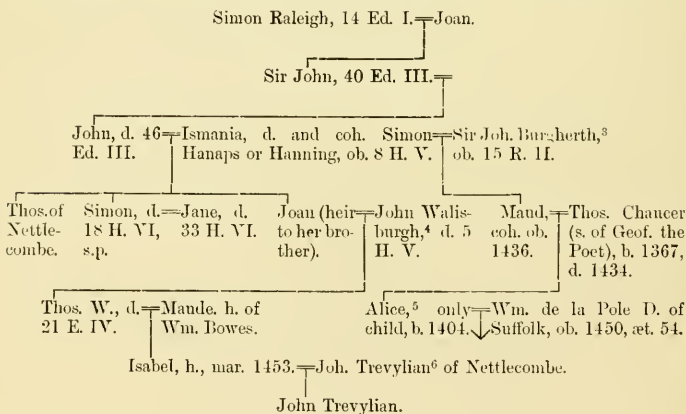 Simon Raleigh, 14 Ed. I.=Joan.
Sir John, 40 Ed. III.=
John, d. 46=Ismania, d. and coh. Simon=Sir Joh. Burgherth,³
Ed. III. Hanaps or Hanning, ob. 8 H. V. ob. 15 R. II.
Thos. of Simon, d.=Jane, d. Joan (heir=John Walis- Maud,=Thos. Chaucer
Nettle- 18 H. VI, 33 H. VI. to her bro- burgh,⁴ d. 5 coh. ob. (s. of Geof. the
combe. s.p. ther). H. V. 1436. Poet), b. 1367,
d. 1434.
Thos. W., d.=Maude. h. of Alice,⁵ only=Wm. de la Pole D. of
21 E. IV. Wm. Bowes. child, b. 1404. Suffolk, ob. 1450, æt. 54.
Isabel, h., mar. 1453.=Joh. Trevylian⁶ of Nettlecombe.
John Trevylian.